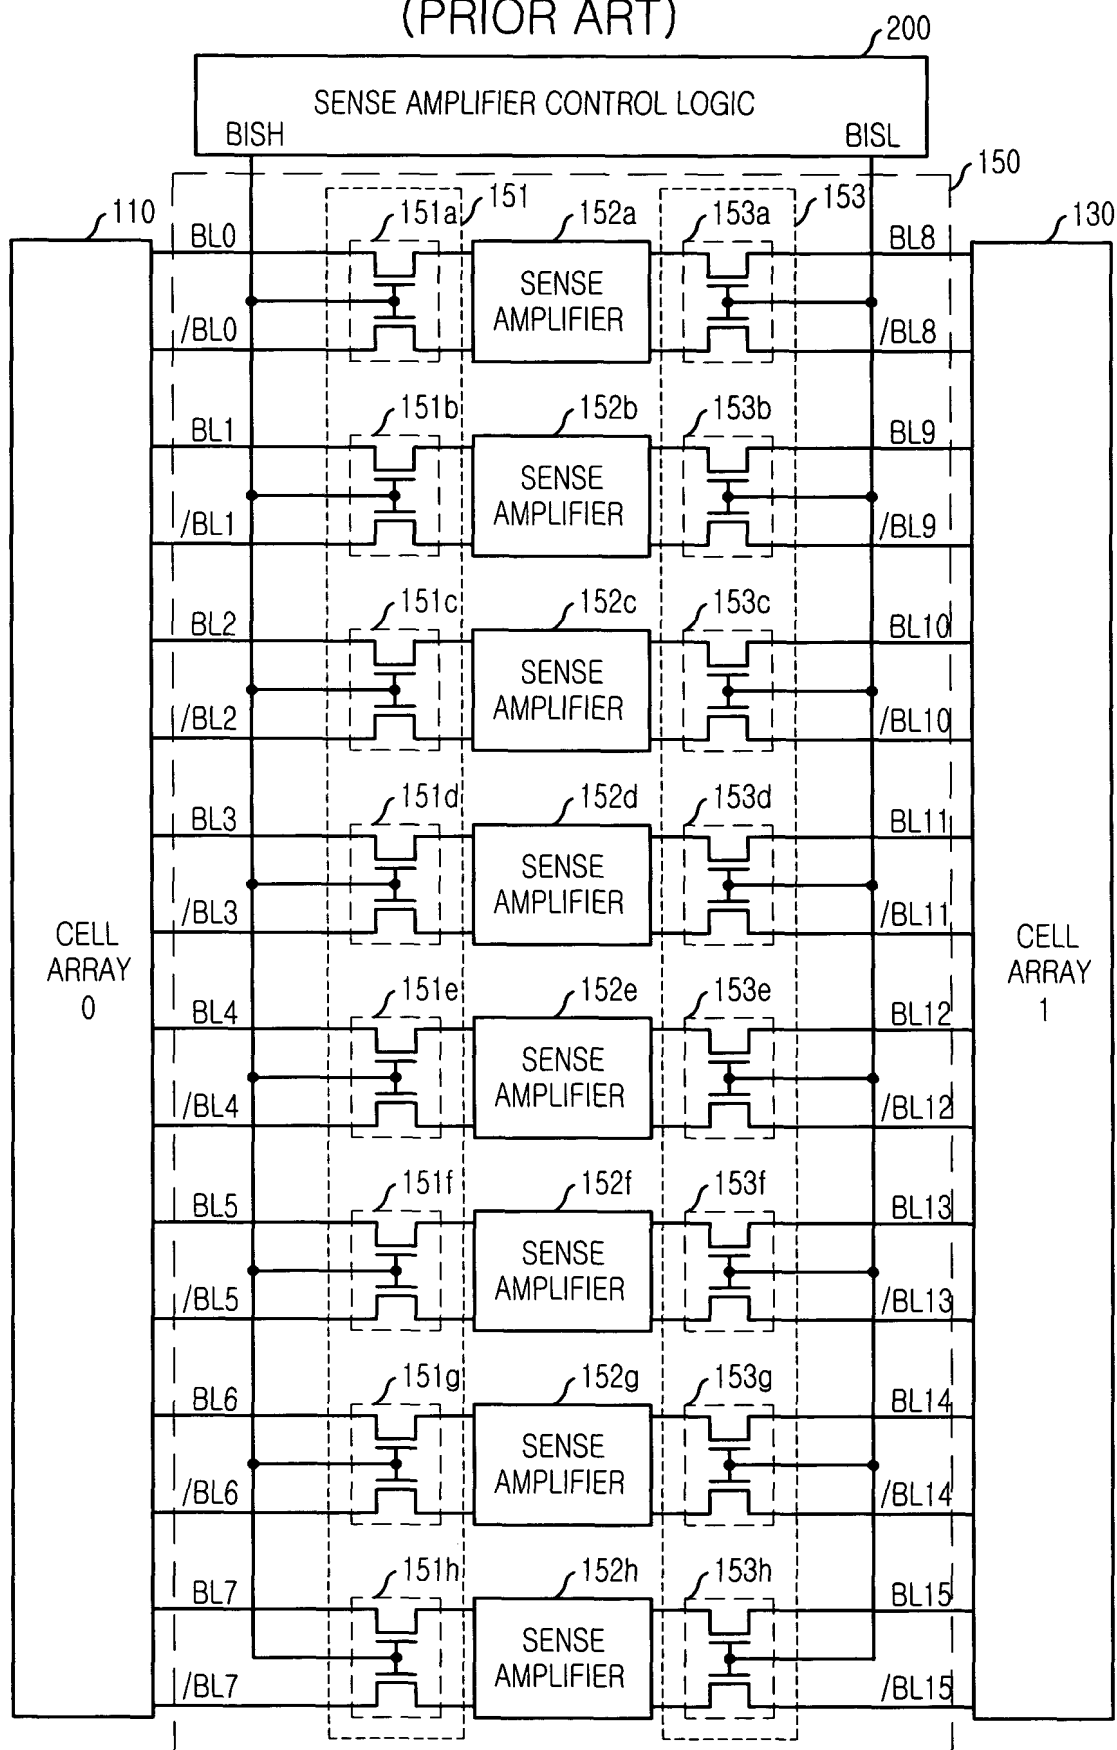 (PRIOR ART)
200
SENSE AMPLIFIER CONTROL LOGIC
BISH BISL
150
110 151a 151 152a 153a 153 130
BL0 BL8
SENSE
AMPLIFIER
/BL0 /BL8
151b 152b 153b
BL1 BL9
SENSE
AMPLIFIER
/BL1 /BL9
151c 152c 153c
BL2 BL10
SENSE
AMPLIFIER
/BL2 /BL10
151d 152d 153d
BL3 BL11
SENSE
AMPLIFIER
/BL3 /BL11
CELL
ARRAY
0
CELL
ARRAY
1
151e 152e 153e
BL4 BL12
SENSE
AMPLIFIER
/BL4 /BL12
151f 152f 153f
BL5 BL13
SENSE
AMPLIFIER
/BL5 /BL13
151g 152g 153g
BL6 BL14
SENSE
AMPLIFIER
/BL6 /BL14
151h 152h 153h
BL7 BL15
SENSE
AMPLIFIER
/BL7 /BL15